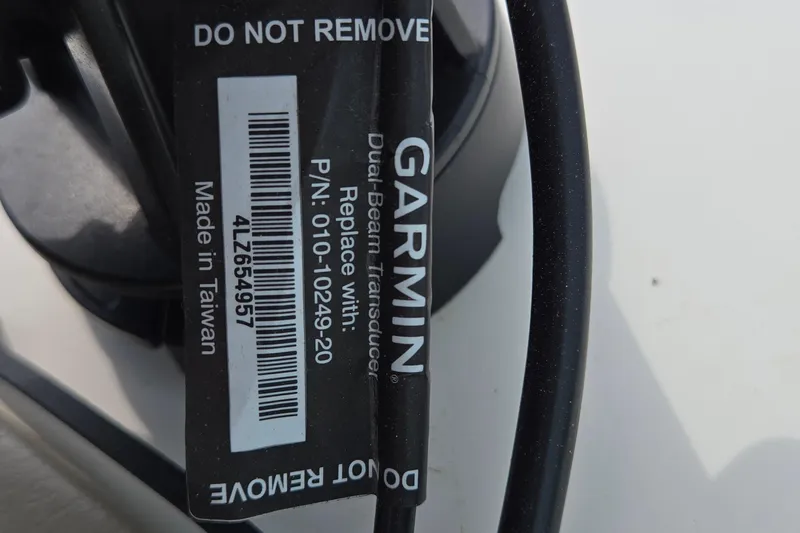 DO NOT REMOVE
GARMIN®
Dual-Beam Transducer
Replace with:
P/N: 010-10249-20
4LZ654957
Made in Taiwan
DO NOT REMOVE